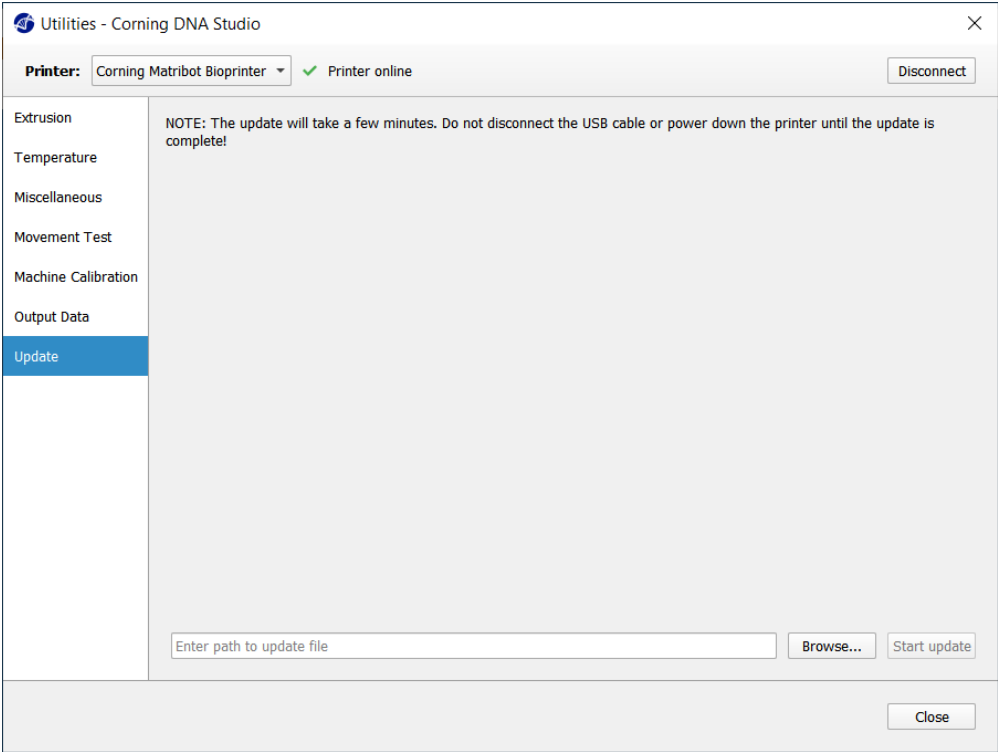 Utilities - Corning DNA Studio
Printer: Corning Matribot Bioprinter Printer online Disconnect
Extrusion
Temperature
Miscellaneous
Movement Test
Machine Calibration
Output Data
Update
NOTE: The update will take a few minutes. Do not disconnect the USB cable or power down the printer until the update is
complete!
Enter path to update file Browse... Start update
Close